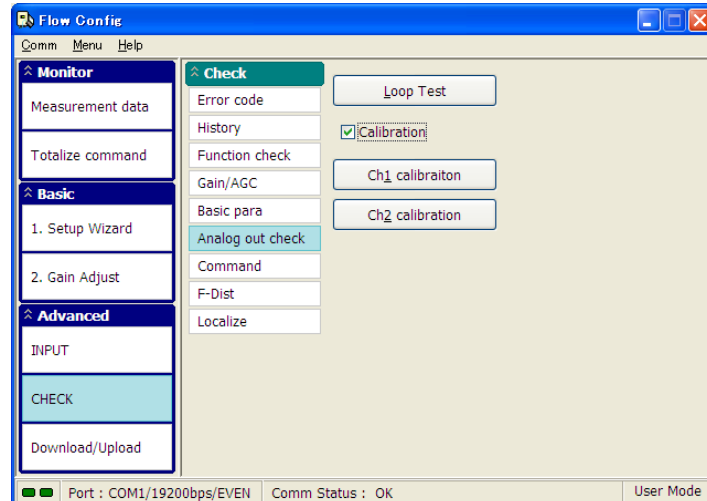 Flow Config
Comm Menu Help
Monitor
Measurement data
Totalize command
Basic
1. Setup Wizard
2. Gain Adjust
Advanced
INPUT
CHECK
Download/Upload
Check
Error code
History
Function check
Gain/AGC
Basic para
Analog out check
Command
F-Dist
Localize
Loop Test
Calibration
Ch1 calibraiton
Ch2 calibration
Port : COM1/19200bps/EVEN Comm Status : OK User Mode